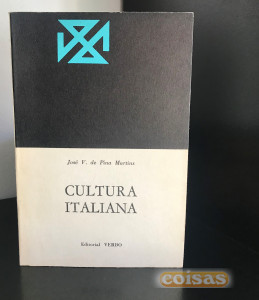 José V. de Pina Martins
CULTURA
ITALIANA
Editorial VERBO
coisas